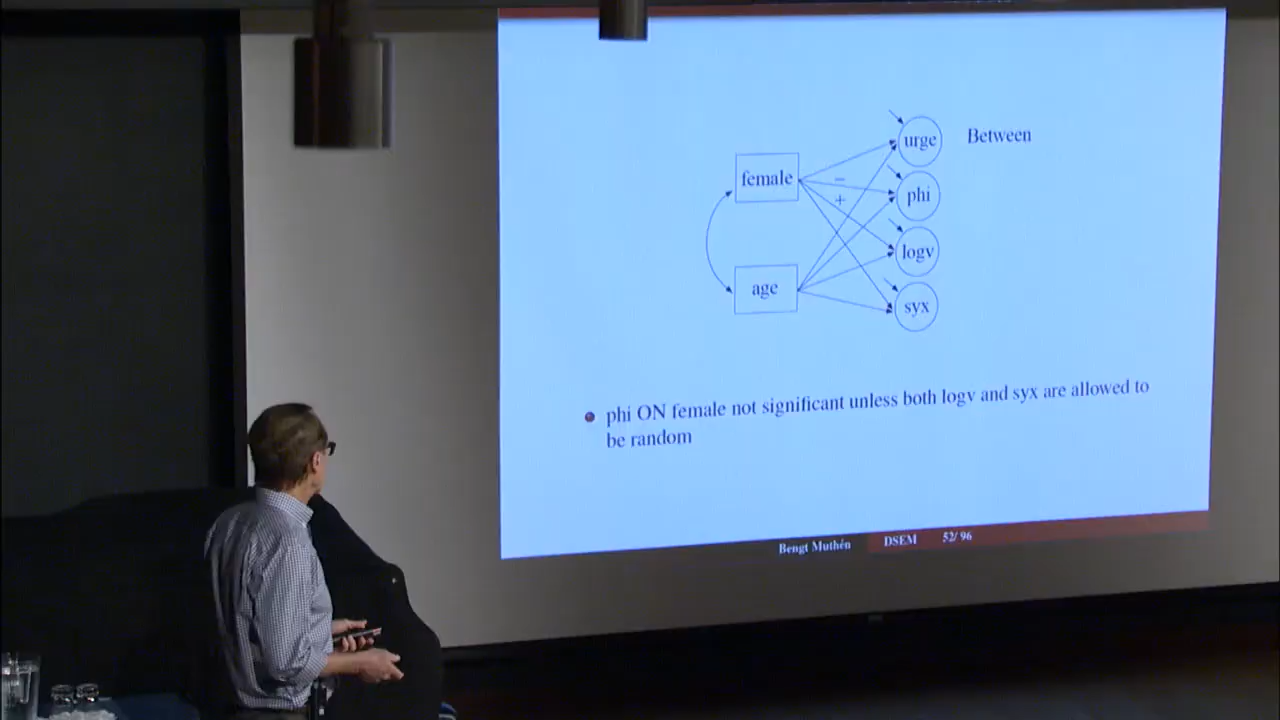 urge
Between
female
−
phi
+
logv
age
syx
phi ON female not significant unless both logv and syx are allowed to
be random
Bengt Muthén DSEM 52/ 96